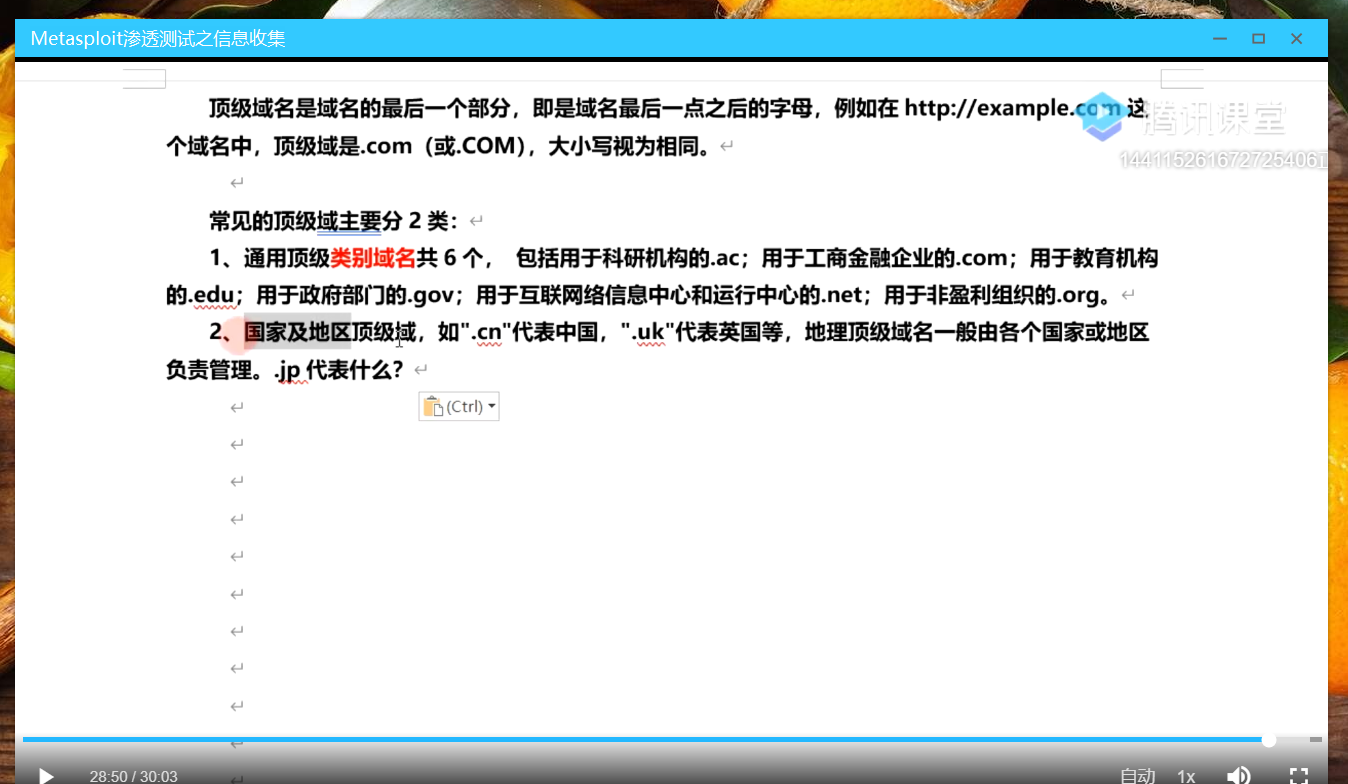 Metasploit渗透测试之信息收集
顶级域名是域名的最后一个部分，即是域名最后一点之后的字母，例如在 http://example.com 这
个域名中，顶级域是.com（或.COM），大小写视为相同。
腾讯课堂
144115261672725406
常见的顶级域主要分 2 类：
1、通用顶级类别域名共 6 个， 包括用于科研机构的.ac；用于工商金融企业的.com；用于教育机构
的.edu；用于政府部门的.gov；用于互联网络信息中心和运行中心的.net；用于非盈利组织的.org。
2、国家及地区顶级域，如".cn"代表中国，".uk"代表英国等，地理顶级域名一般由各个国家或地区
负责管理。.jp 代表什么？
(Ctrl)
28:50 / 30:03
自动 1x